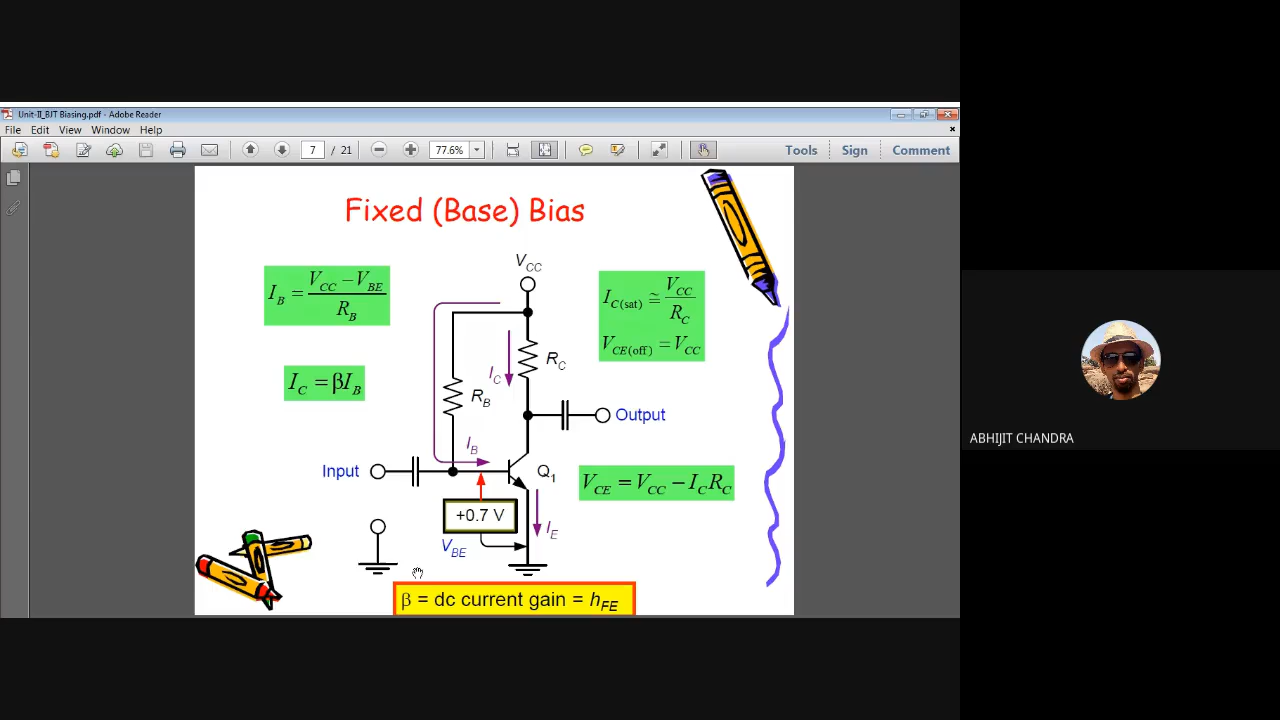 Unit-II_BJT Biasing.pdf - Adobe Reader
File Edit View Window Help
7 / 21 77.6% Tools Sign Comment
Fixed (Base) Bias
V_CC
I_B = (V_CC − V_BE) / R_B
I_C(sat) ≅ V_CC / R_C
V_CE(off) = V_CC
R_C
I_C
I_C = βI_B
R_B
Output
I_B
Input
Q_1
V_CE = V_CC − I_C R_C
+0.7 V
I_E
V_BE
β = dc current gain = h_FE
ABHIJIT CHANDRA